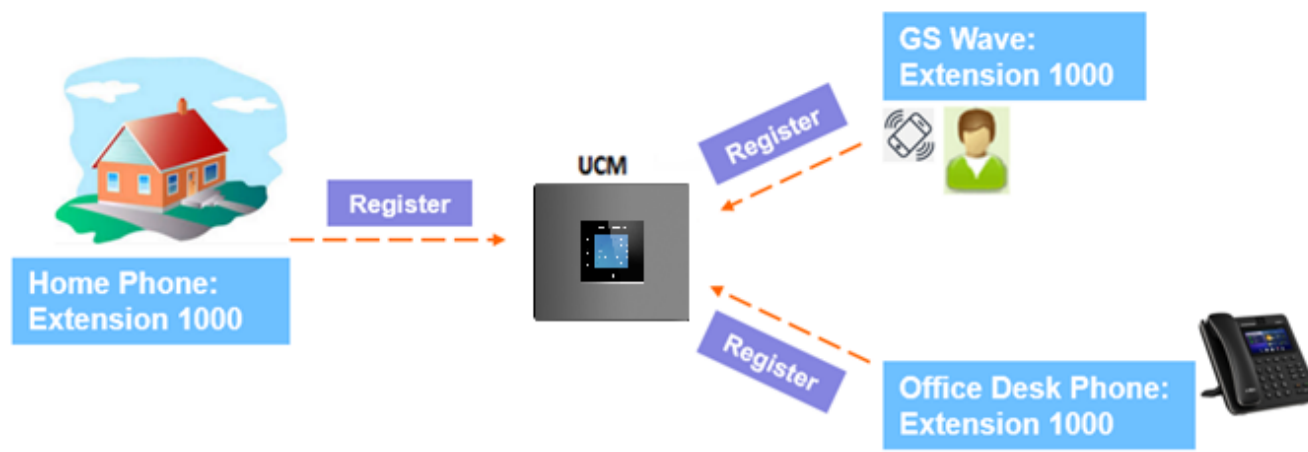 GS Wave:
Extension 1000
Register
UCM
Register
Home Phone:
Extension 1000
Register
Office Desk Phone:
Extension 1000